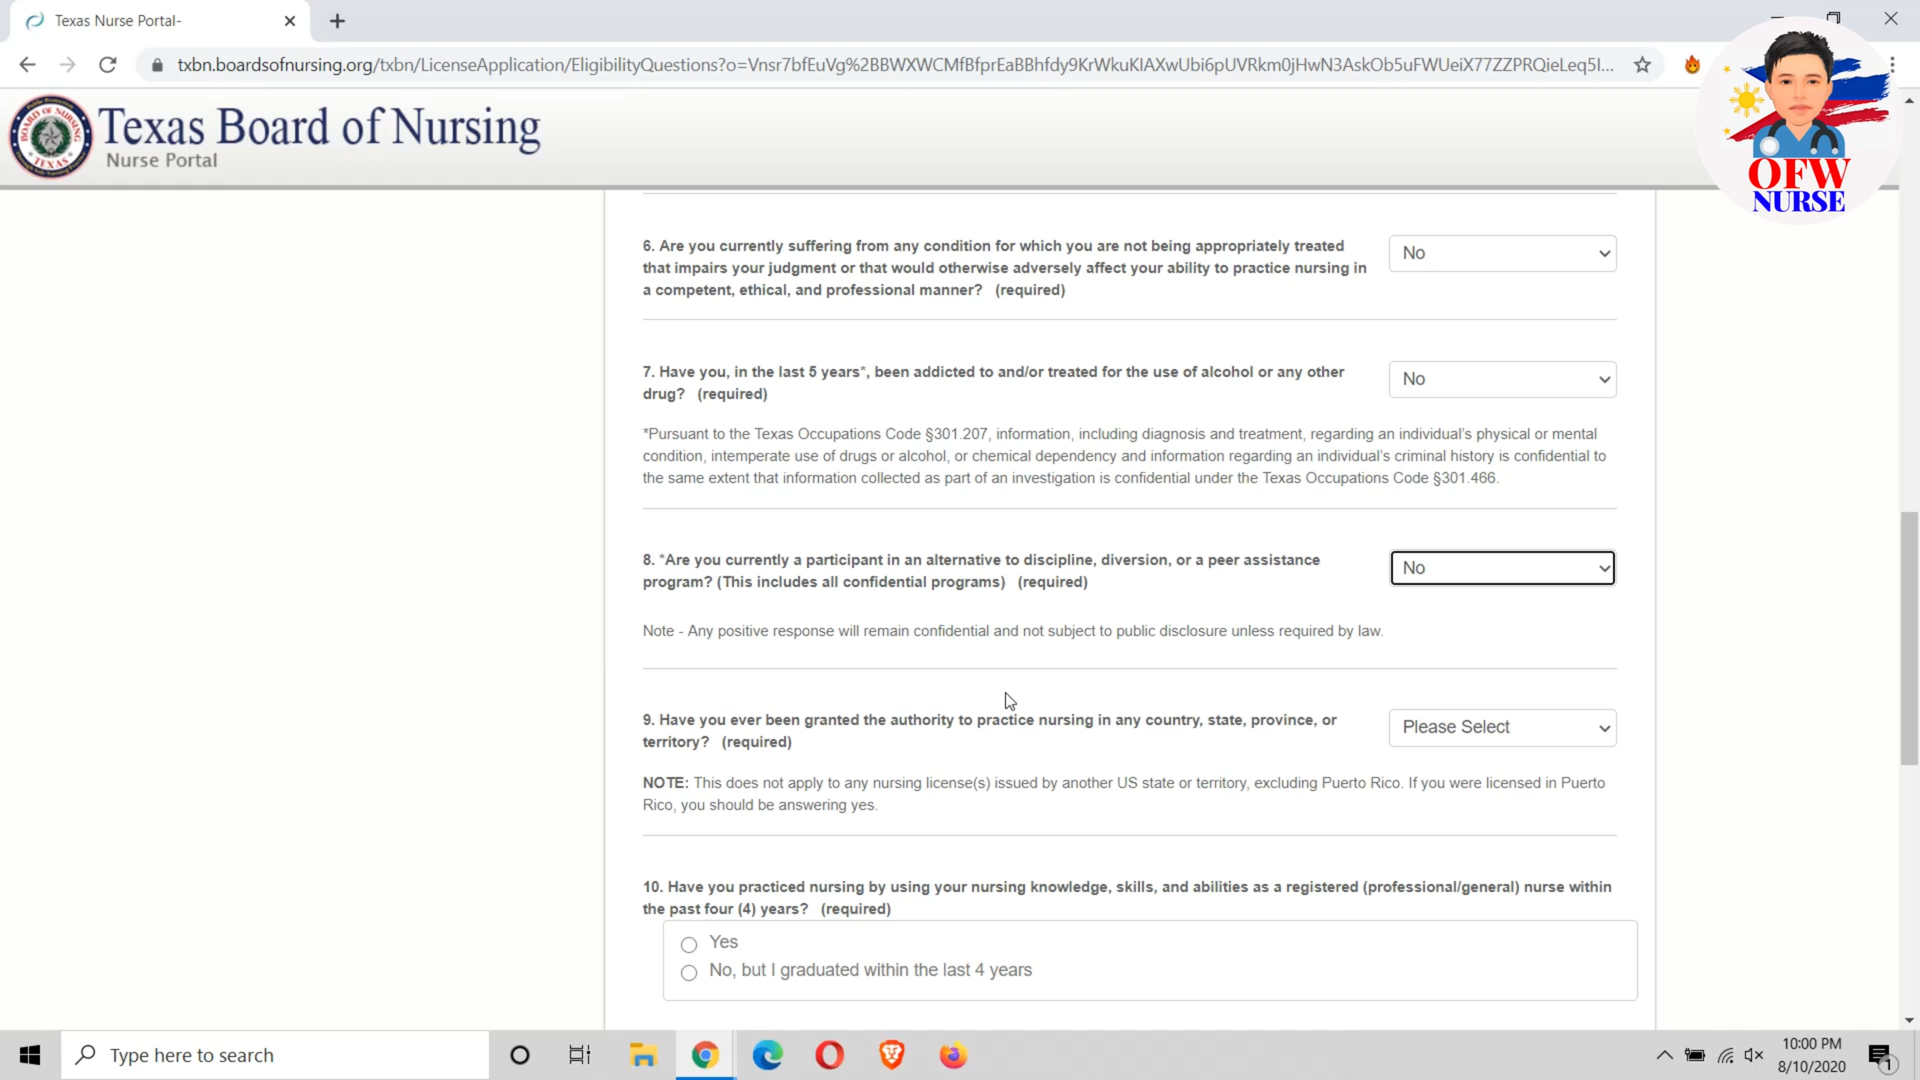 Texas Nurse Portal-
txbn.boardsofnursing.org/txbn/LicenseApplication/EligibilityQuestions?o=Vnsr7bfEuVg%2BBWXWCMfBfprEaBBhfdy9KrWkuKIAXwUbi6pUVRkm0jHwN3AskOb5uFWUeiX77ZZPRQieLeq5I...
Texas Board of Nursing
Nurse Portal
OFW
NURSE
6. Are you currently suffering from any condition for which you are not being appropriately treated
that impairs your judgment or that would otherwise adversely affect your ability to practice nursing in
a competent, ethical, and professional manner? (required)
No
7. Have you, in the last 5 years*, been addicted to and/or treated for the use of alcohol or any other
drug? (required)
No
*Pursuant to the Texas Occupations Code §301.207, information, including diagnosis and treatment, regarding an individual's physical or mental
condition, intemperate use of drugs or alcohol, or chemical dependency and information regarding an individual's criminal history is confidential to
the same extent that information collected as part of an investigation is confidential under the Texas Occupations Code §301.466.
8. *Are you currently a participant in an alternative to discipline, diversion, or a peer assistance
program? (This includes all confidential programs) (required)
No
Note - Any positive response will remain confidential and not subject to public disclosure unless required by law.
9. Have you ever been granted the authority to practice nursing in any country, state, province, or
territory? (required)
Please Select
NOTE: This does not apply to any nursing license(s) issued by another US state or territory, excluding Puerto Rico. If you were licensed in Puerto
Rico, you should be answering yes.
10. Have you practiced nursing by using your nursing knowledge, skills, and abilities as a registered (professional/general) nurse within
the past four (4) years? (required)
Yes
No, but I graduated within the last 4 years
Type here to search
10:00 PM
8/10/2020
1